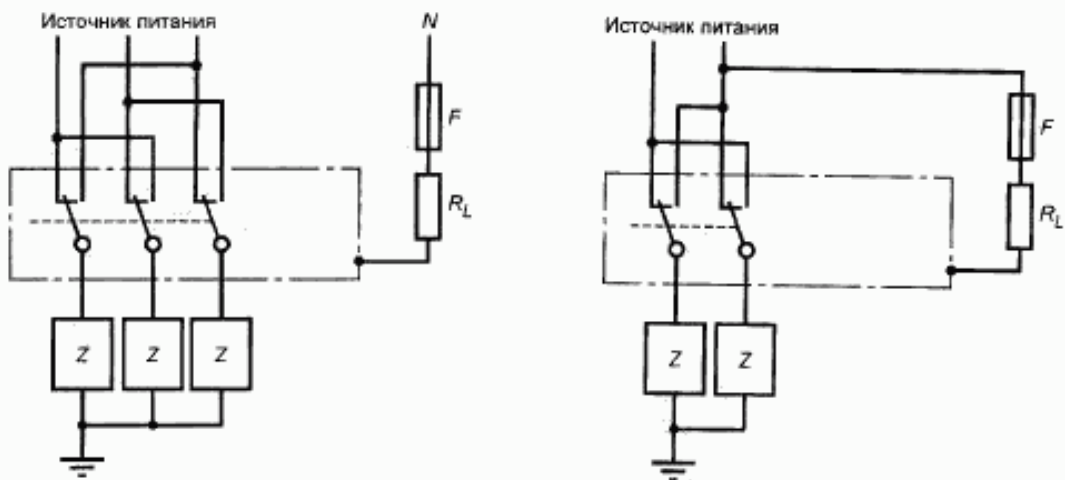 Источник питания
N
F
R_L
Z Z Z
Источник питания
F
R_L
Z Z